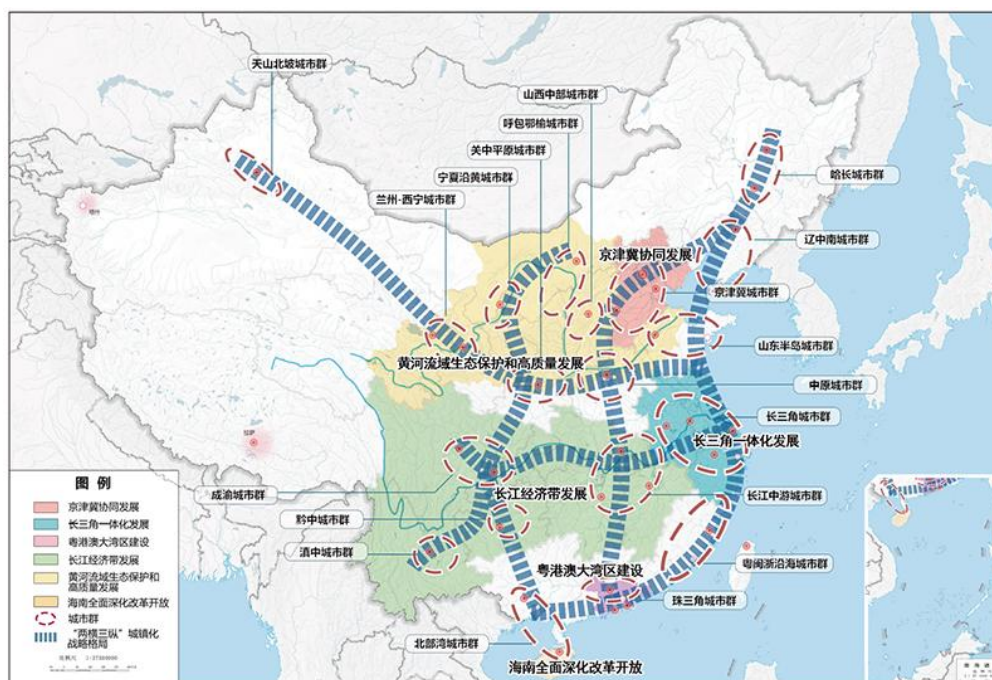 天山北坡城市群
山西中部城市群
呼包鄂榆城市群
关中平原城市群
宁夏沿黄城市群
兰州-西宁城市群
哈长城市群
辽中南城市群
京津冀协同发展
京津冀城市群
山东半岛城市群
黄河流域生态保护和高质量发展
中原城市群
长三角城市群
长三角一体化发展
拉萨
成渝城市群
长江经济带发展
长江中游城市群
黔中城市群
滇中城市群
粤闽浙沿海城市群
粤港澳大湾区建设
珠三角城市群
北部湾城市群
海南全面深化改革开放
图 例
京津冀协同发展
长三角一体化发展
粤港澳大湾区建设
长江经济带发展
黄河流域生态保护和
高质量发展
海南全面深化改革开放
城市群
“两横三纵”城镇化
战略格局